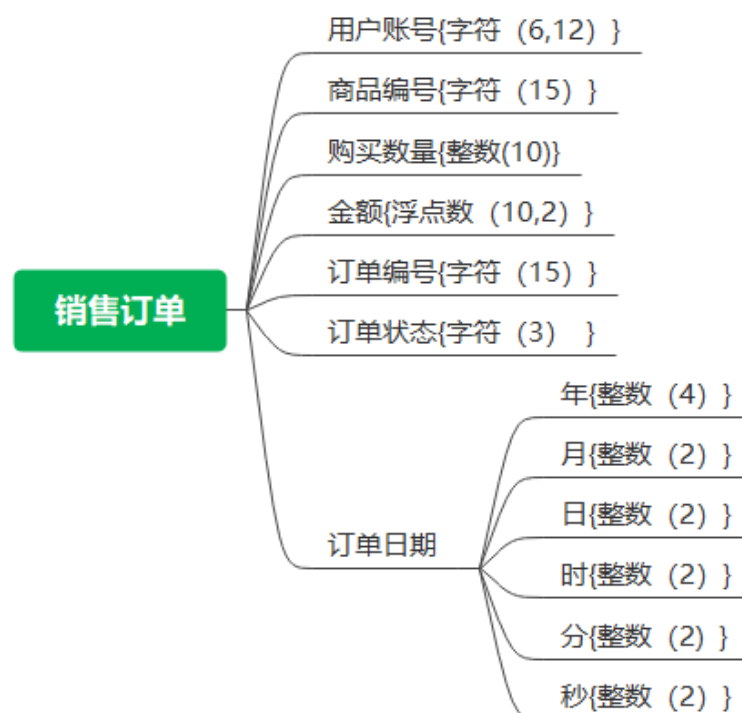 销售订单
用户账号{字符（6,12）}
商品编号{字符（15）}
购买数量{整数(10)}
金额{浮点数（10,2）}
订单编号{字符（15）}
订单状态{字符（3） }
订单日期
年{整数（4）}
月{整数（2）}
日{整数（2）}
时{整数（2）}
分{整数（2）}
秒{整数（2）}